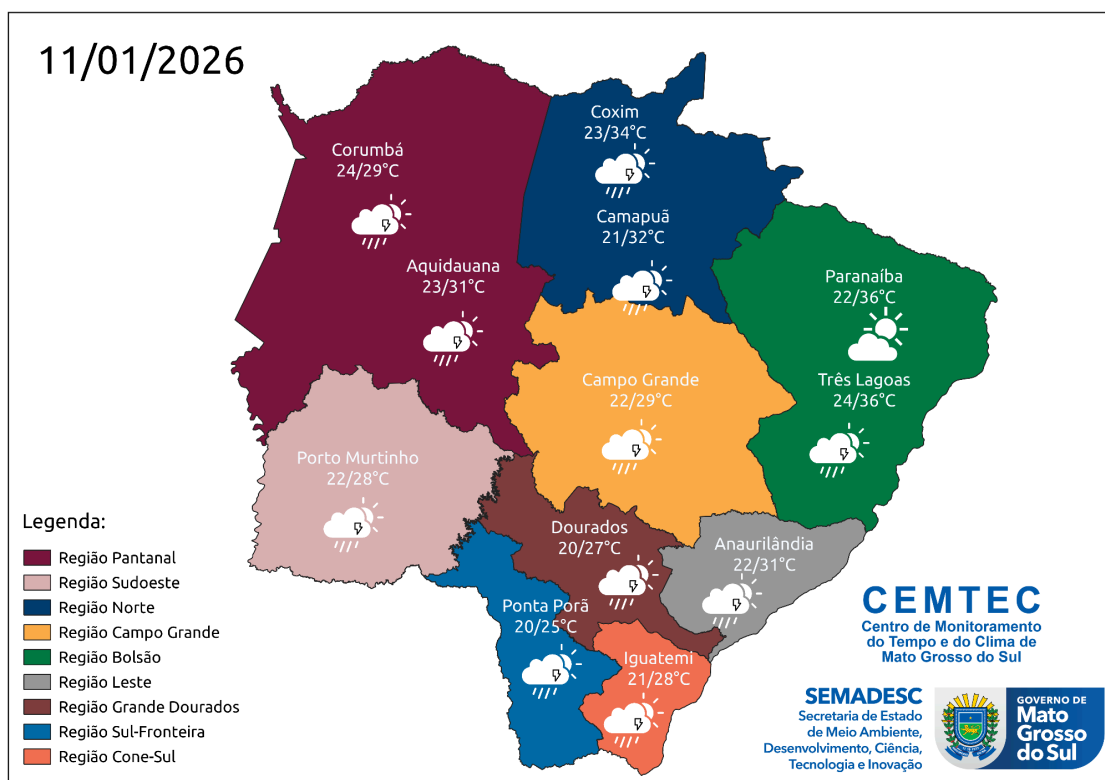 11/01/2026
Coxim
23/34°C
Corumbá
24/29°C
Camapuã
21/32°C
Aquidauana
23/31°C
Paranaíba
22/36°C
Campo Grande
22/29°C
Três Lagoas
24/36°C
Porto Murtinho
22/28°C
Dourados
20/27°C
Anaurilândia
22/31°C
Ponta Porã
20/25°C
Iguatemi
21/28°C
Legenda:
Região Pantanal
Região Sudoeste
Região Norte
Região Campo Grande
Região Bolsão
Região Leste
Região Grande Dourados
Região Sul-Fronteira
Região Cone-Sul
CEMTEC
Centro de Monitoramento
do Tempo e do Clima de
Mato Grosso do Sul
SEMADESC
Secretaria de Estado
de Meio Ambiente,
Desenvolvimento, Ciência,
Tecnologia e Inovação
GOVERNO DE
Mato
Grosso
do Sul